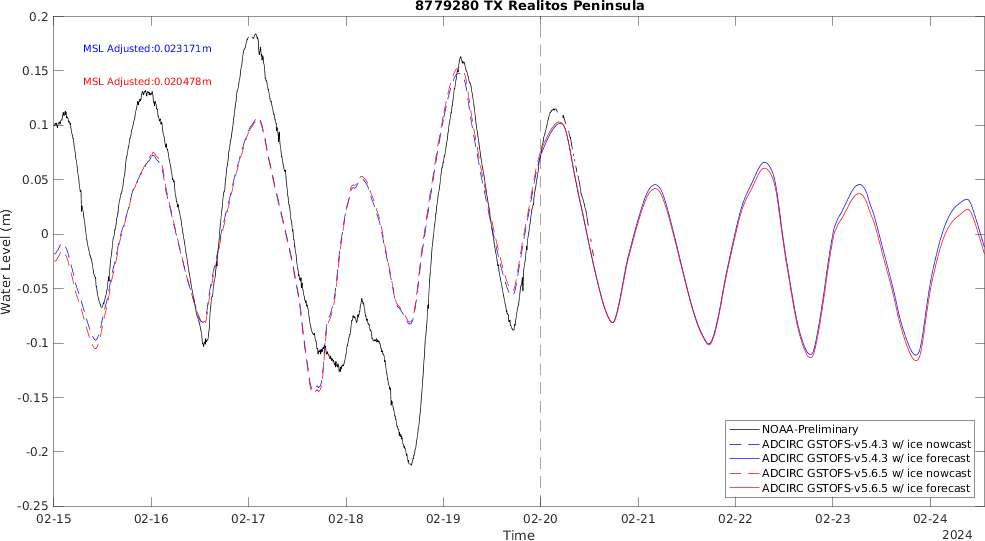 8779280 TX Realitos Peninsula
MSL Adjusted:0.023171m
MSL Adjusted:0.020478m
Water Level (m)
0.2
0.15
0.1
0.05
0
-0.05
-0.1
-0.15
-0.2
-0.25
NOAA-Preliminary
ADCIRC GSTOFS-v5.4.3 w/ ice nowcast
ADCIRC GSTOFS-v5.4.3 w/ ice forecast
ADCIRC GSTOFS-v5.6.5 w/ ice nowcast
ADCIRC GSTOFS-v5.6.5 w/ ice forecast
02-15 02-16 02-17 02-18 02-19 02-20 02-21 02-22 02-23 02-24
Time
2024